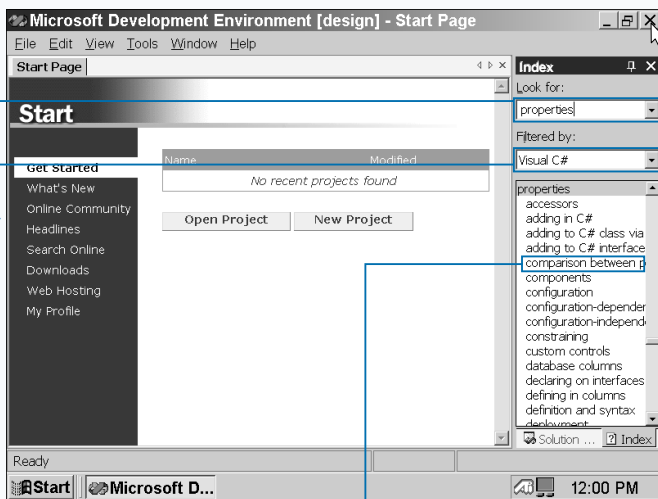 Microsoft Development Environment [design] - Start Page
File Edit View Tools Window Help
Start Page
Start
Get Started
What's New
Online Community
Headlines
Search Online
Downloads
Web Hosting
My Profile
Name Modified
No recent projects found
Open Project New Project
Index
Look for:
properties
Filtered by:
Visual C#
properties
accessors
adding in C#
adding to C# class via
adding to C# interface
comparison between p
components
configuration
configuration-depender
configuration-independ
constraining
custom controls
database columns
declaring on interfaces
defining in columns
definition and syntax
deployment
Solution ... Index
Ready
Start Microsoft D... 12:00 PM